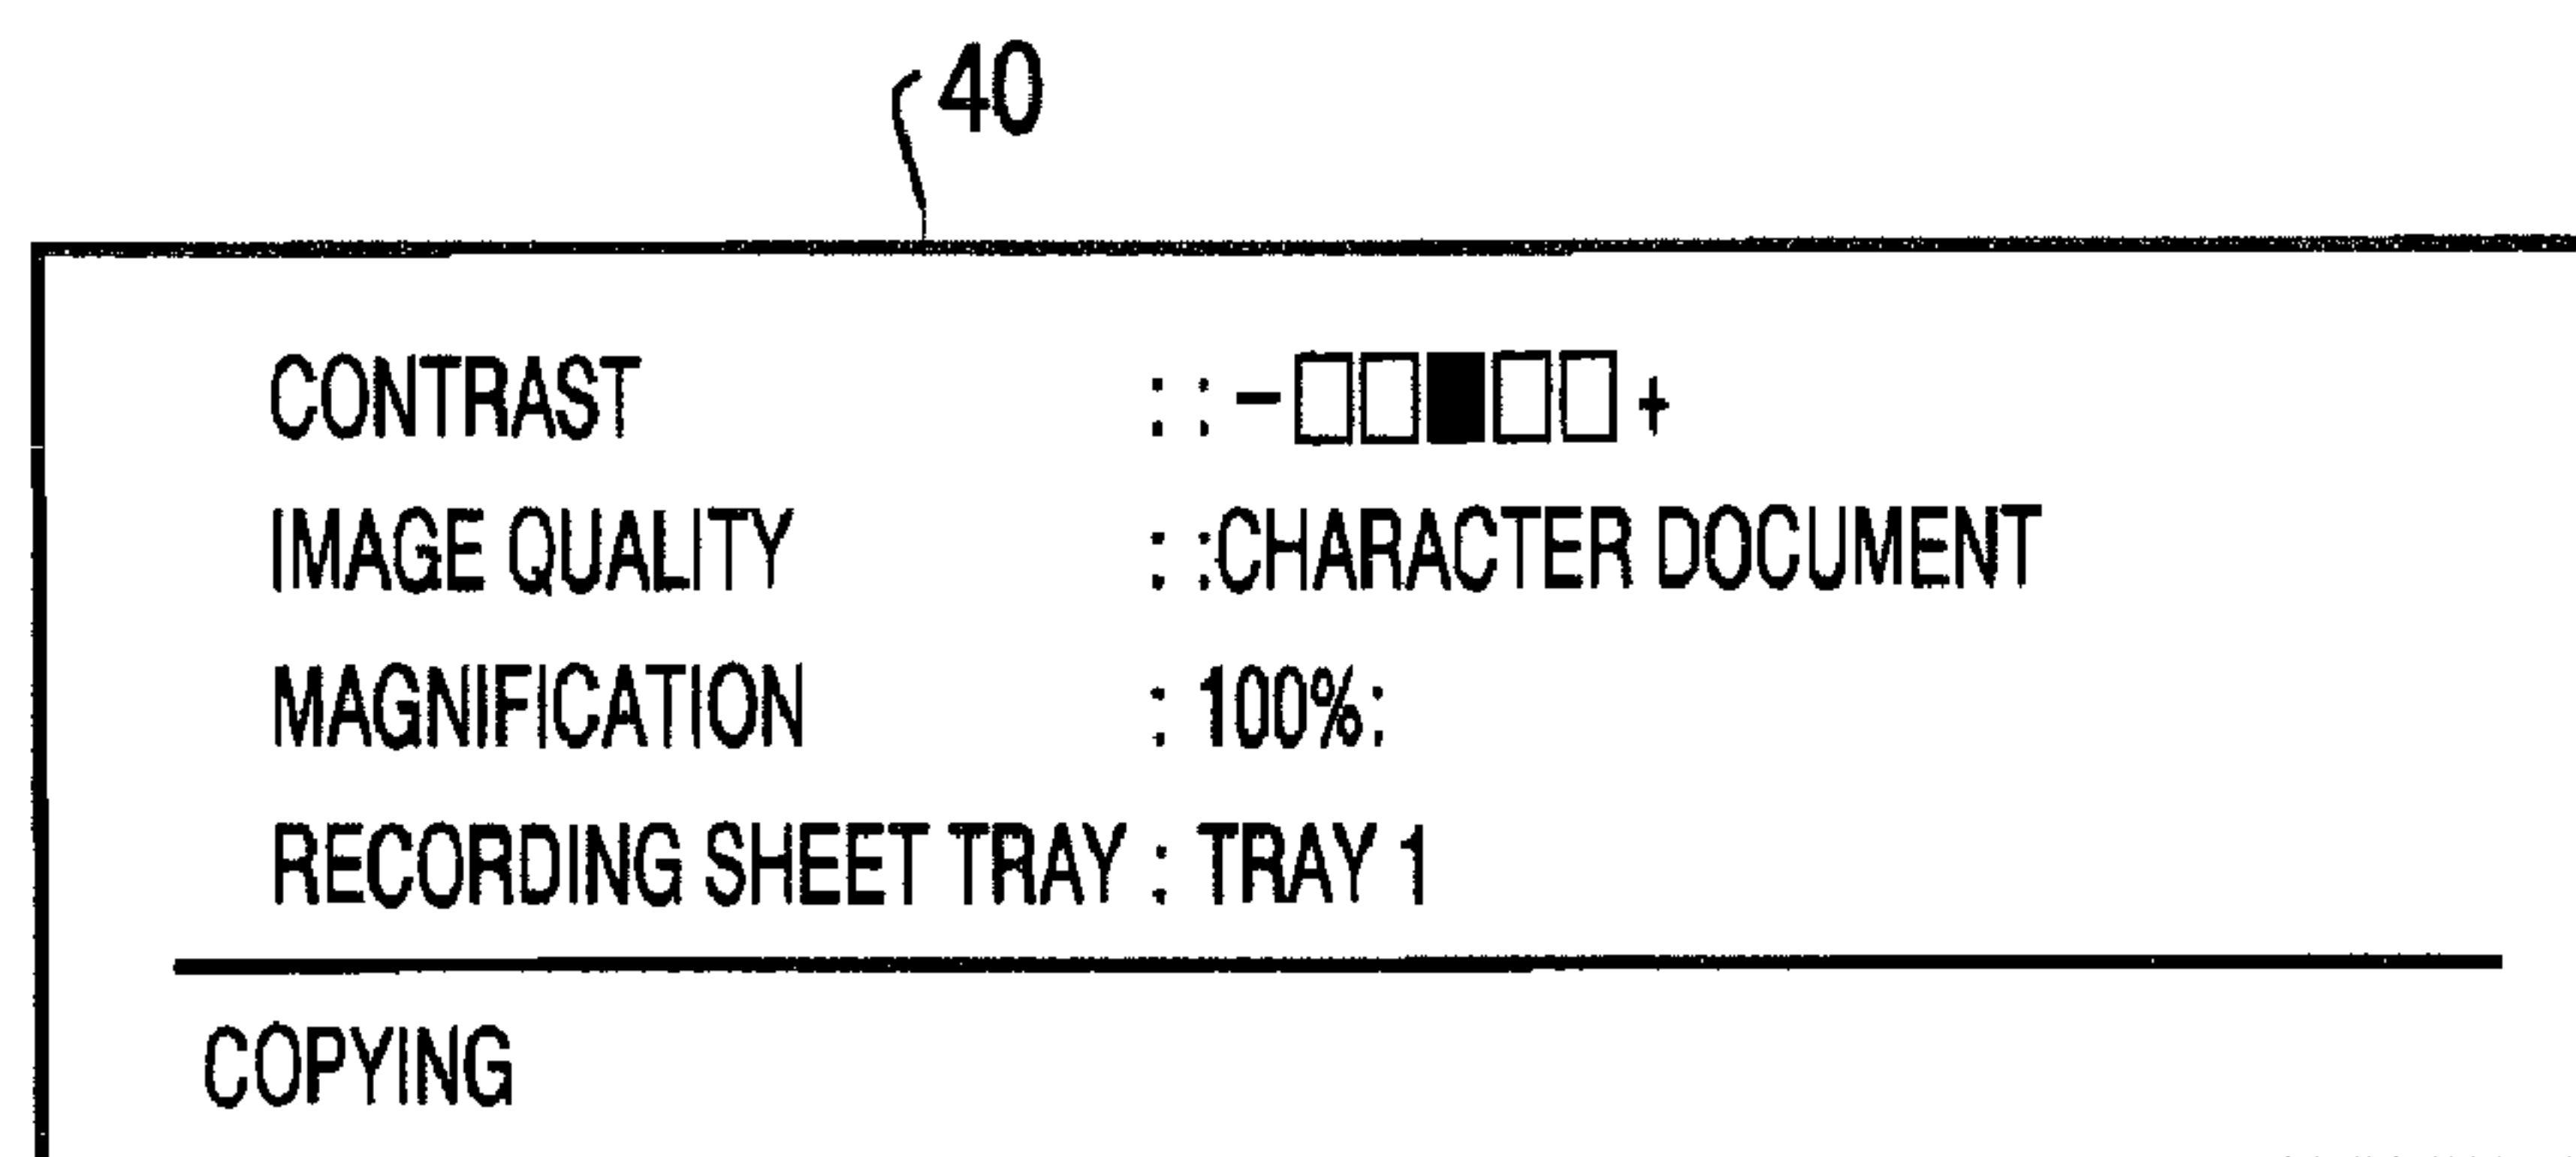 40
CONTRAST : : -□□■□□ +
IMAGE QUALITY : :CHARACTER DOCUMENT
MAGNIFICATION : 100%:
RECORDING SHEET TRAY : TRAY 1
COPYING